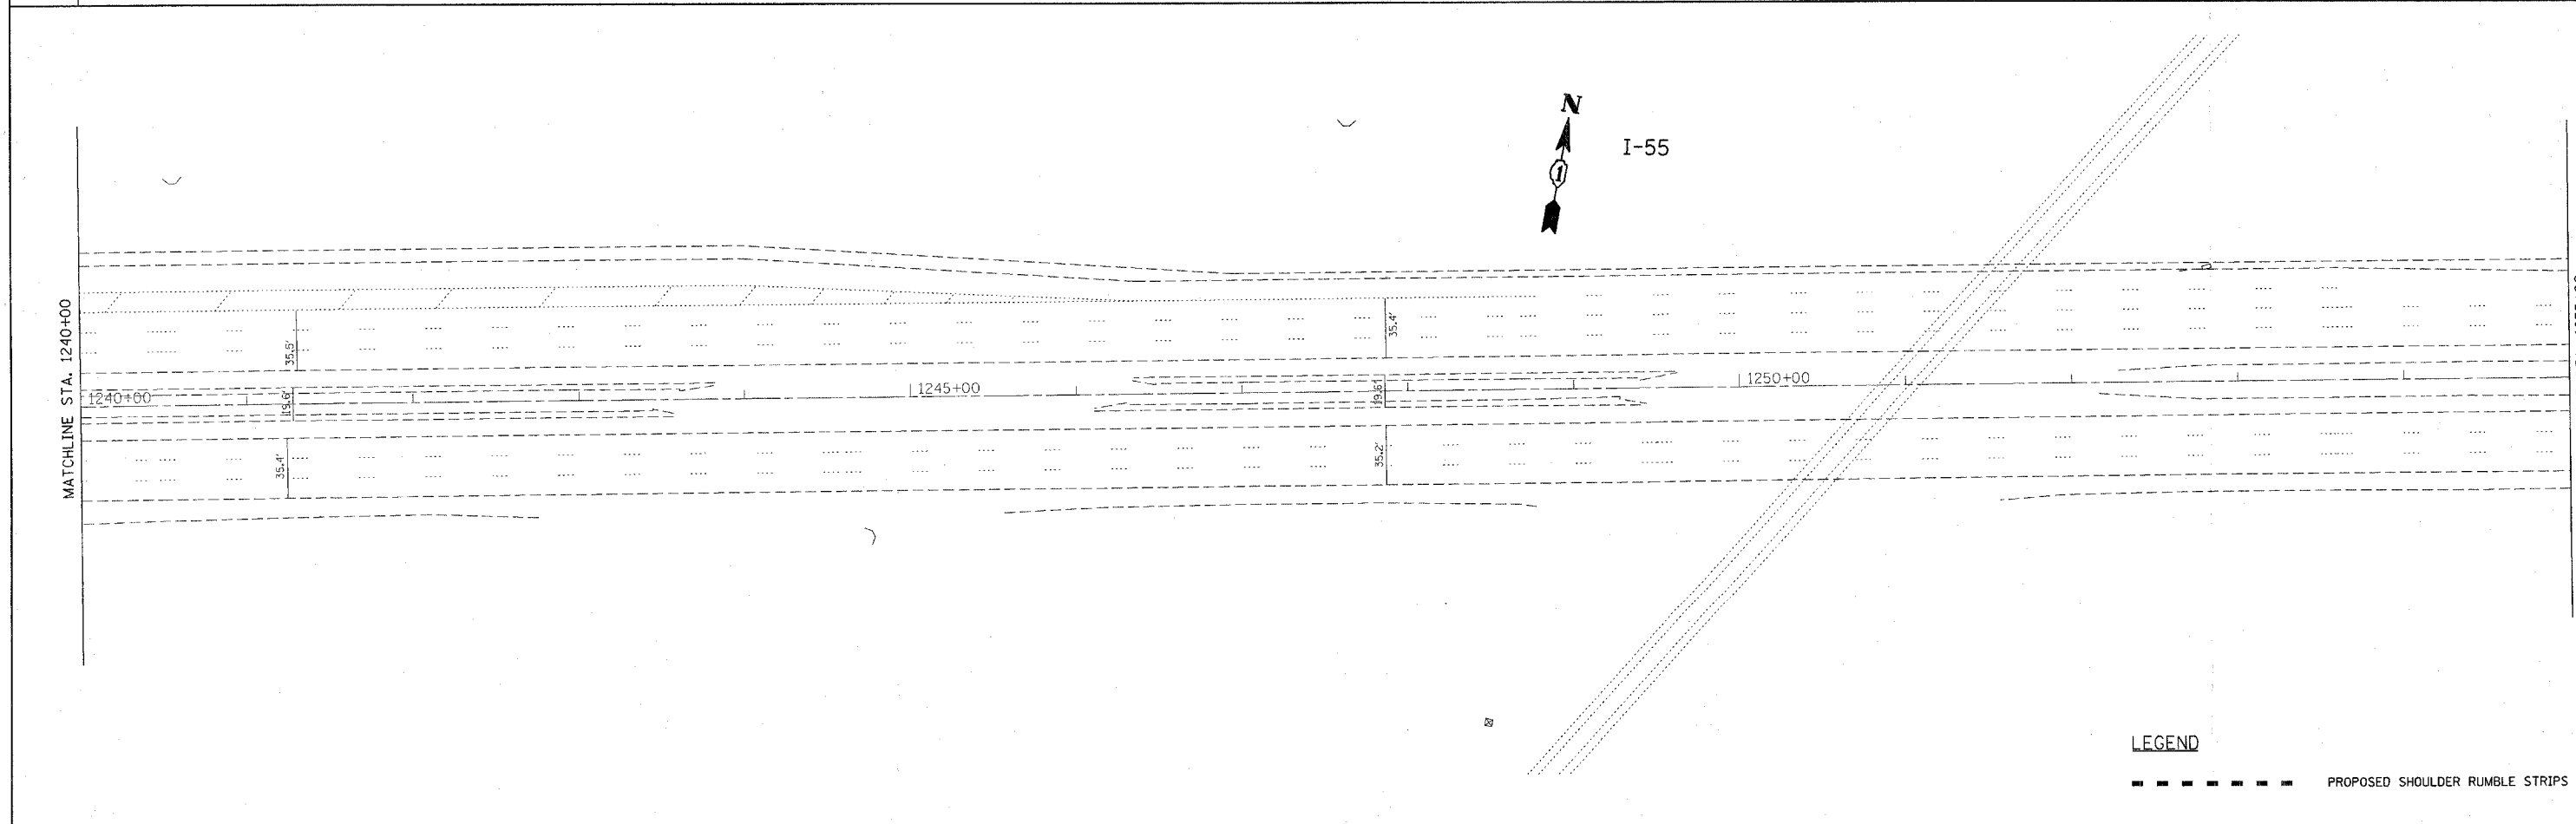 N
1
I-55
MATCHLINE STA. 1240+00
35.5'
35.4'
1240+00
19.6'
1245+00
19.6'
1250+00
35.4'
35.2'
LEGEND
PROPOSED SHOULDER RUMBLE STRIPS